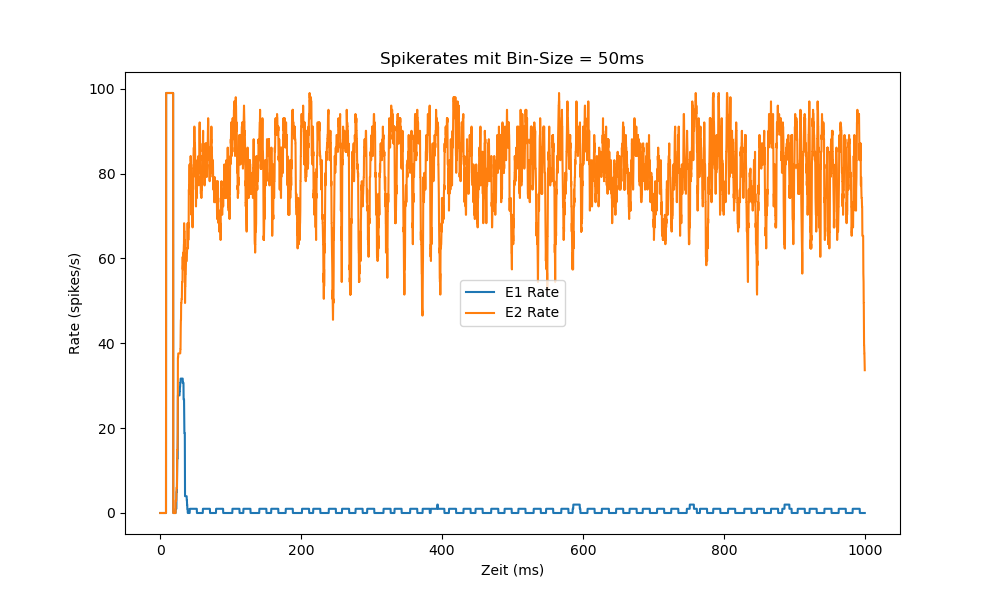 Spikerates mit Bin-Size = 50ms
Rate (spikes/s)
100
80
60
40
20
0
E1 Rate
E2 Rate
0 200 400 600 800 1000
Zeit (ms)